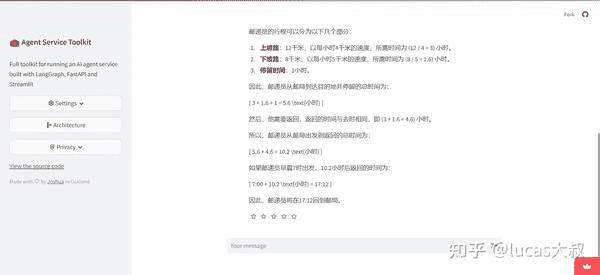 Fork
Agent Service Toolkit
Full toolkit for running an AI agent service
built with LangGraph, FastAPI and
Streamlit
Settings
Architecture
Privacy
View the source code
Made with by Joshua in Oakland
邮递员的行程可以分为以下几个部分：
1. 上坡路：12千米，以每小时4千米的速度，所需时间为 (12 / 4 = 3) 小时。
2. 下坡路：8千米，以每小时5千米的速度，所需时间为 (8 / 5 = 1.6) 小时。
3. 停留时间：1小时。
因此，邮递员从邮局到达目的地并停留的总时间为：
[ 3 + 1.6 + 1 = 5.6 \text{小时} ]
然后，他需要返回，返回的时间与去时相同，即 (3 + 1.6 = 4.6) 小时。
所以，邮递员从邮局出发到返回的总时间为：
[ 5.6 + 4.6 = 10.2 \text{小时} ]
如果邮递员早晨7时出发，10.2小时后返回的时间为：
[ 7:00 + 10.2 \text{小时} = 17:12 ]
因此，邮递员将在17:12回到邮局。
Your message
知乎 @lucas大叔